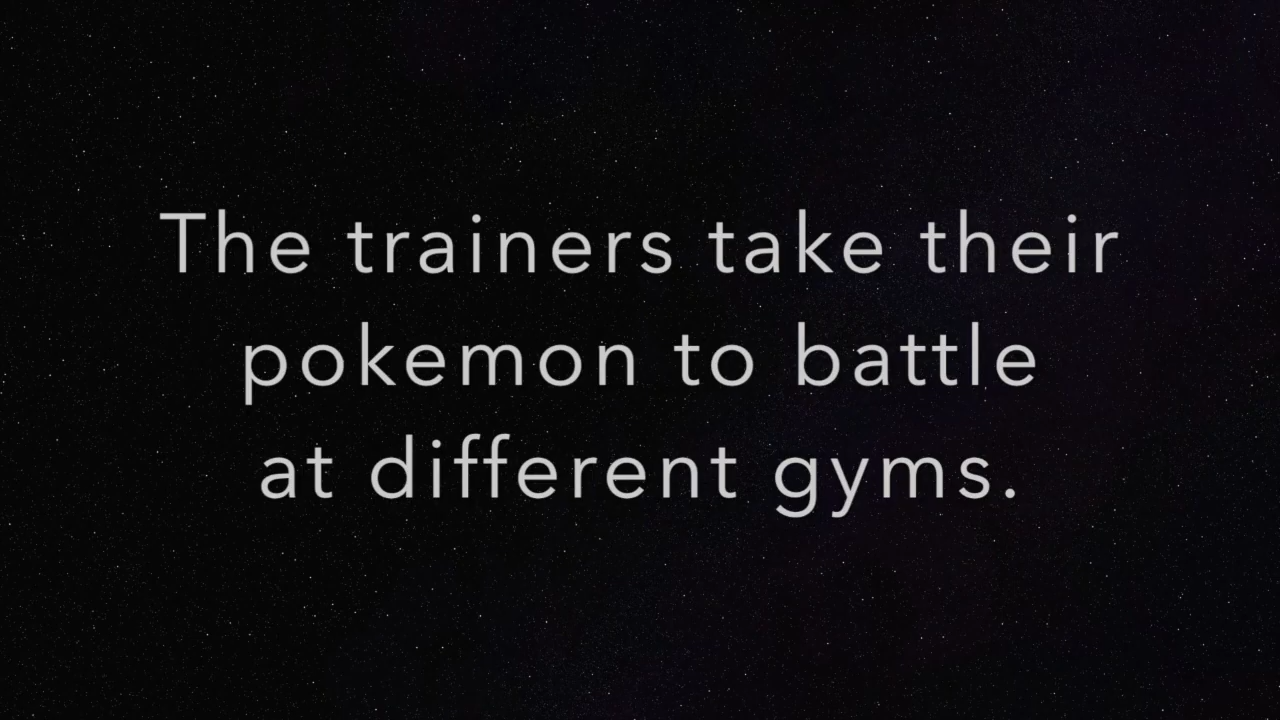 The trainers take their
pokemon to battle
at different gyms.